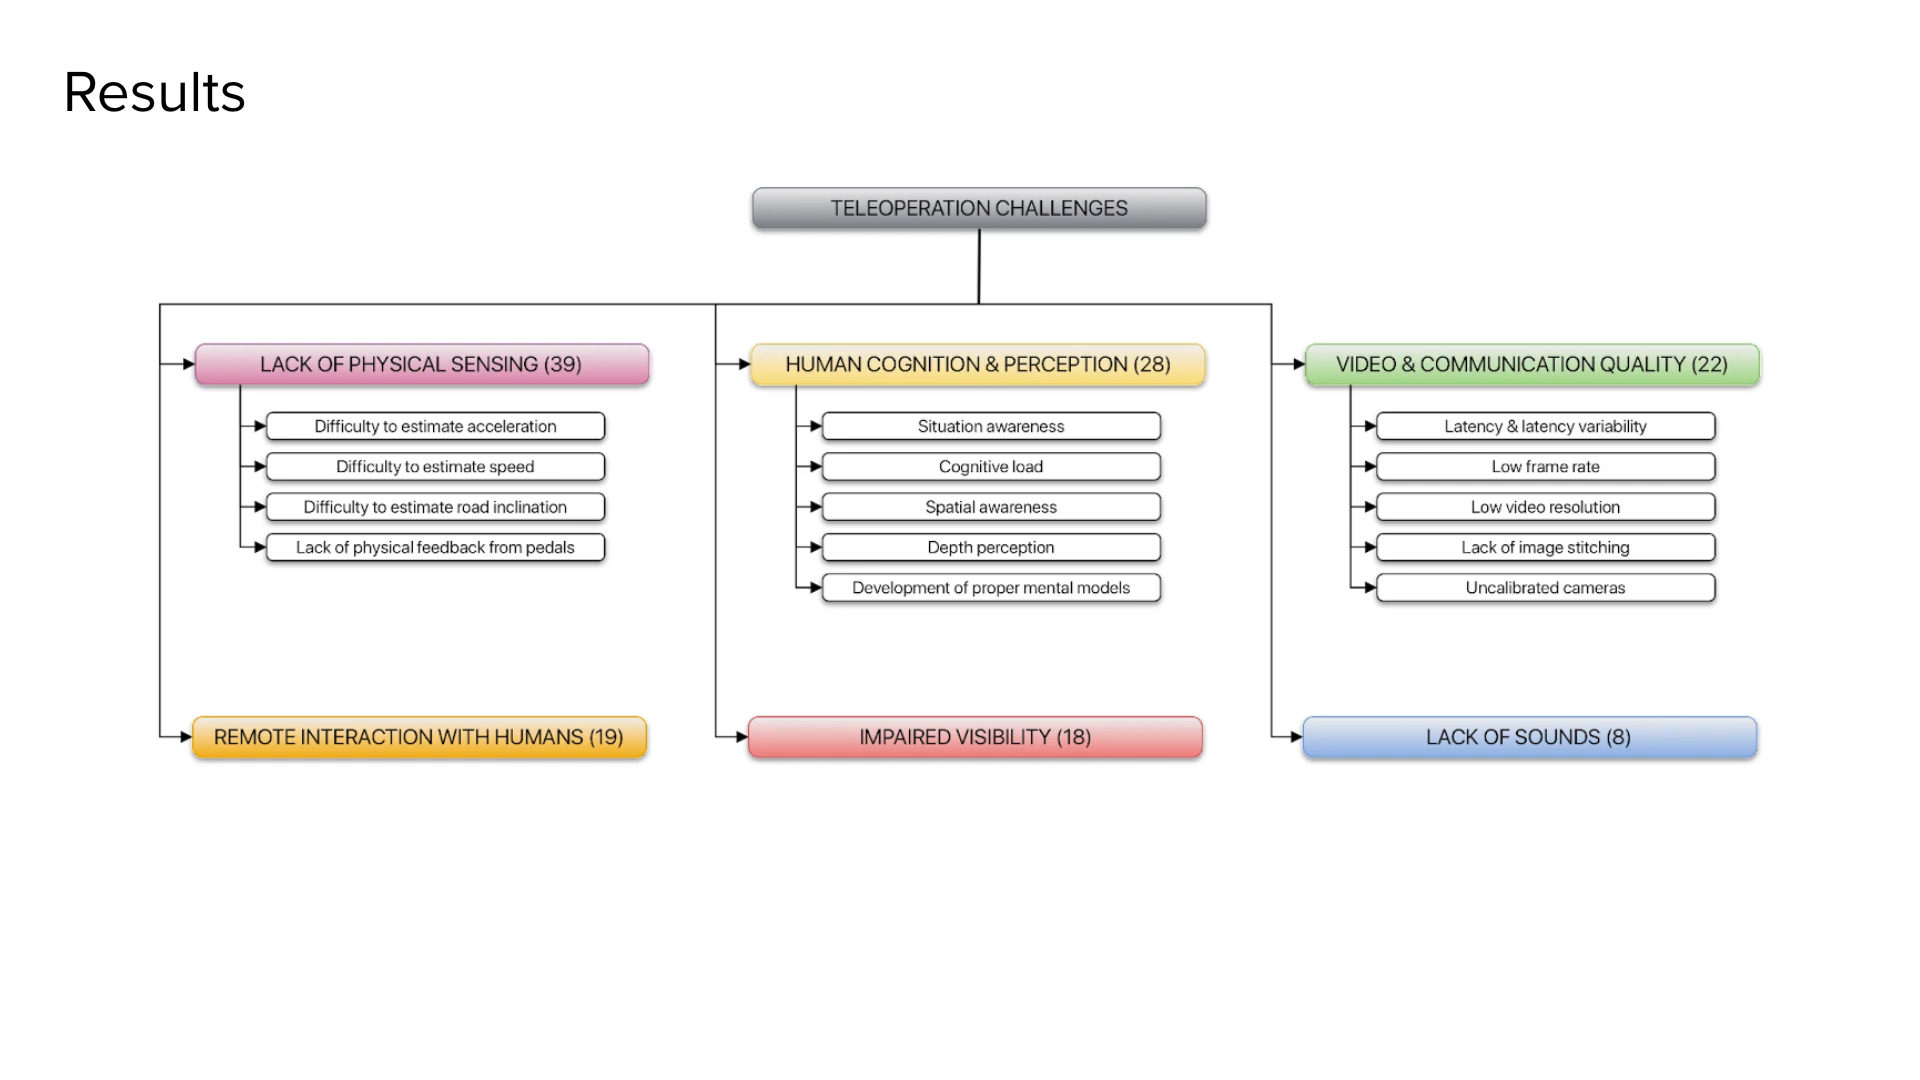 Results
TELEOPERATION CHALLENGES
LACK OF PHYSICAL SENSING (39)
Difficulty to estimate acceleration
Difficulty to estimate speed
Difficulty to estimate road inclination
Lack of physical feedback from pedals
HUMAN COGNITION & PERCEPTION (28)
Situation awareness
Cognitive load
Spatial awareness
Depth perception
Development of proper mental models
VIDEO & COMMUNICATION QUALITY (22)
Latency & latency variability
Low frame rate
Low video resolution
Lack of image stitching
Uncalibrated cameras
REMOTE INTERACTION WITH HUMANS (19)
IMPAIRED VISIBILITY (18)
LACK OF SOUNDS (8)